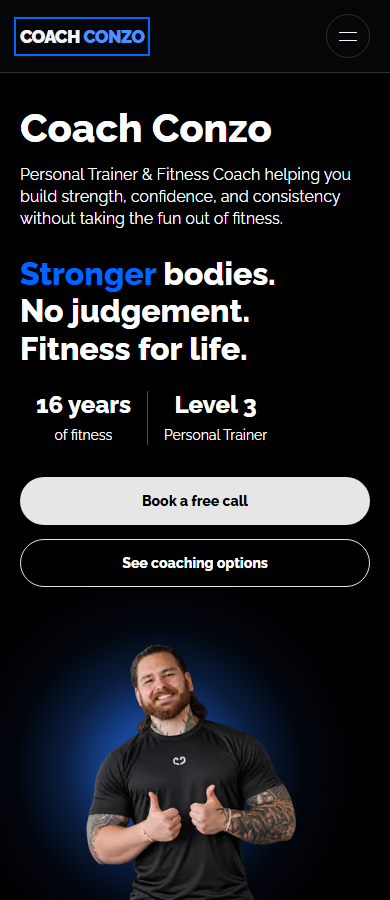 COACH CONZO
Coach Conzo
Personal Trainer & Fitness Coach helping you
build strength, confidence, and consistency
without taking the fun out of fitness.
Stronger bodies.
No judgement.
Fitness for life.
16 years
of fitness
Level 3
Personal Trainer
Book a free call
See coaching options